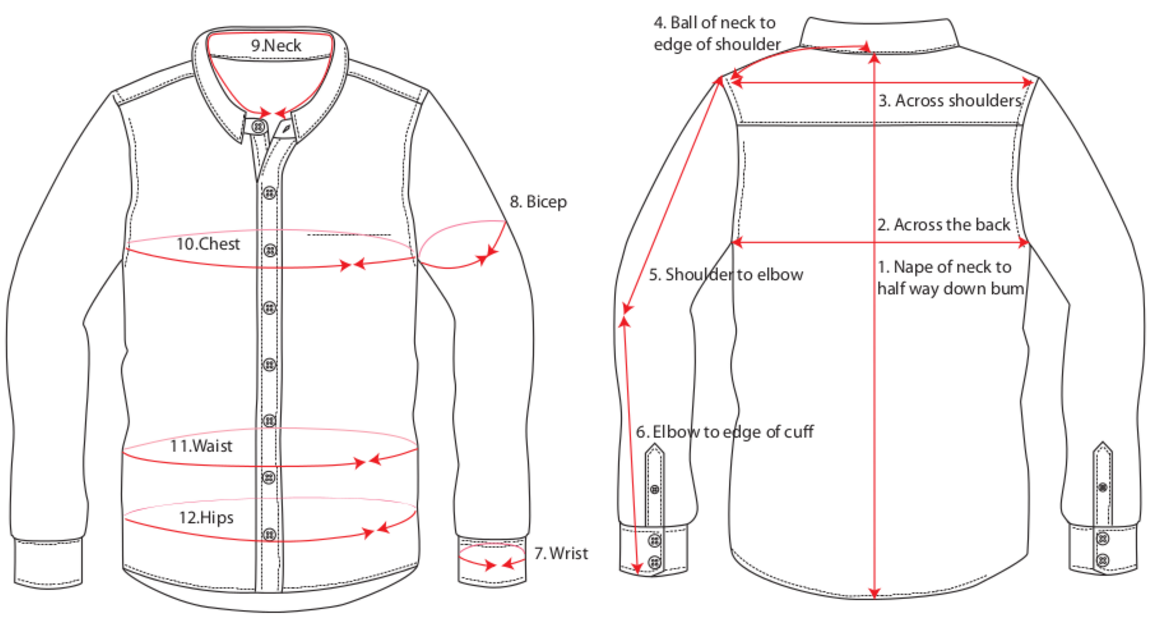 9.Neck
8. Bicep
10.Chest
11.Waist
12.Hips
7. Wrist
4. Ball of neck to
edge of shoulder
3. Across shoulders
2. Across the back
1. Nape of neck to
half way down bum
5. Shoulder to elbow
6. Elbow to edge of cuff